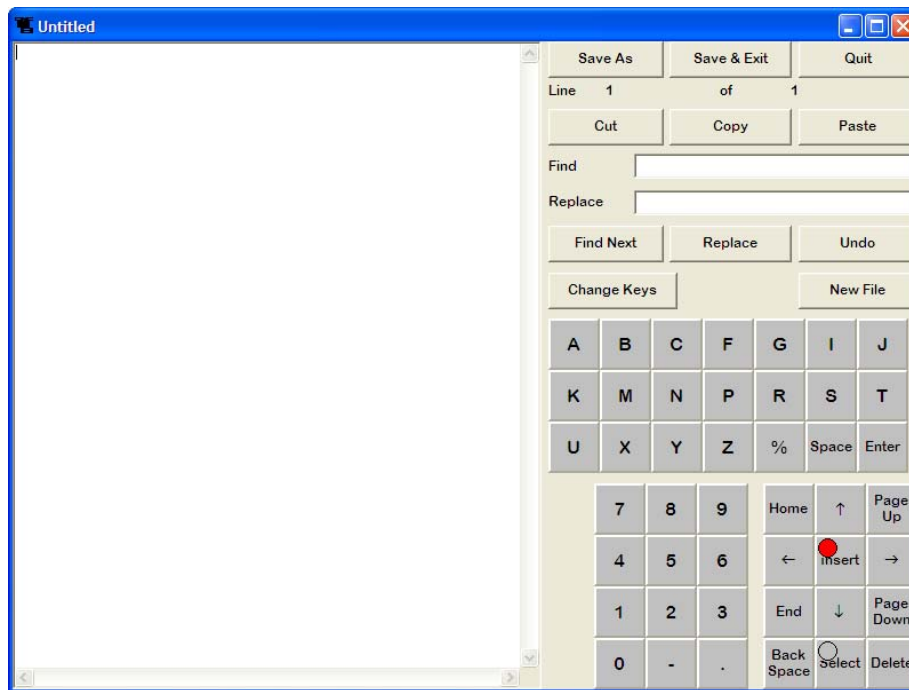 Untitled
Save As Save & Exit Quit
Line 1 of 1
Cut Copy Paste
Find
Replace
Find Next Replace Undo
Change Keys New File
A B C F G I J
K M N P R S T
U X Y Z % Space Enter
7 8 9 Home ↑ Page Up
4 5 6 ← Insert →
1 2 3 End ↓ Page Down
0 - . Back Space Select Delete